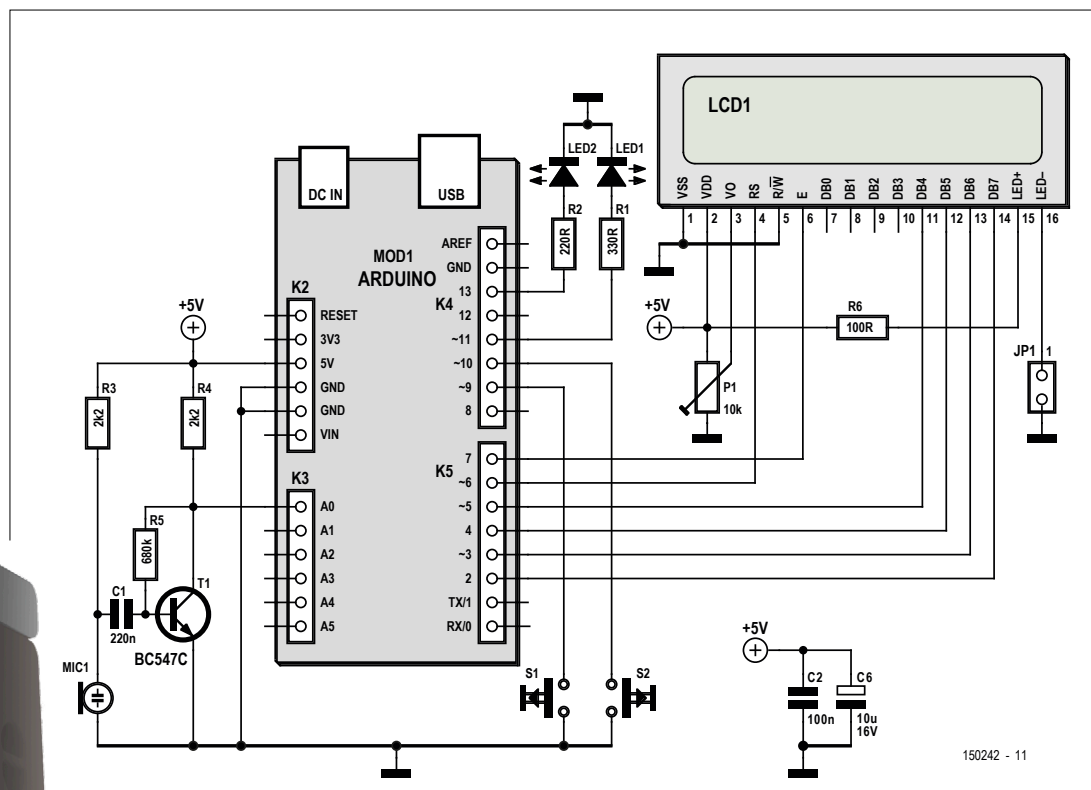 LCD1
VSS
VDD
VO
RS
R/W
E
DB0
DB1
DB2
DB3
DB4
DB5
DB6
DB7
LED+
LED–
1 2 3 4 5 6 7 8 9 10 11 12 13 14 15 16
LED2
LED1
R2
220R
R1
330R
DC IN
USB
MOD1
ARDUINO
K4
AREF
GND
13
12
~11
~10
~9
8
K2
RESET
3V3
5V
GND
GND
VIN
K5
7
~6
~5
4
~3
2
TX/1
RX/0
K3
A0
A1
A2
A3
A4
A5
+5V
R3
2k2
R4
2k2
R5
680k
C1
220n
T1
BC547C
MIC1
S1
S2
+5V
R6
100R
P1
10k
JP1
1
+5V
C2
100n
C6
10u
16V
150242 - 11